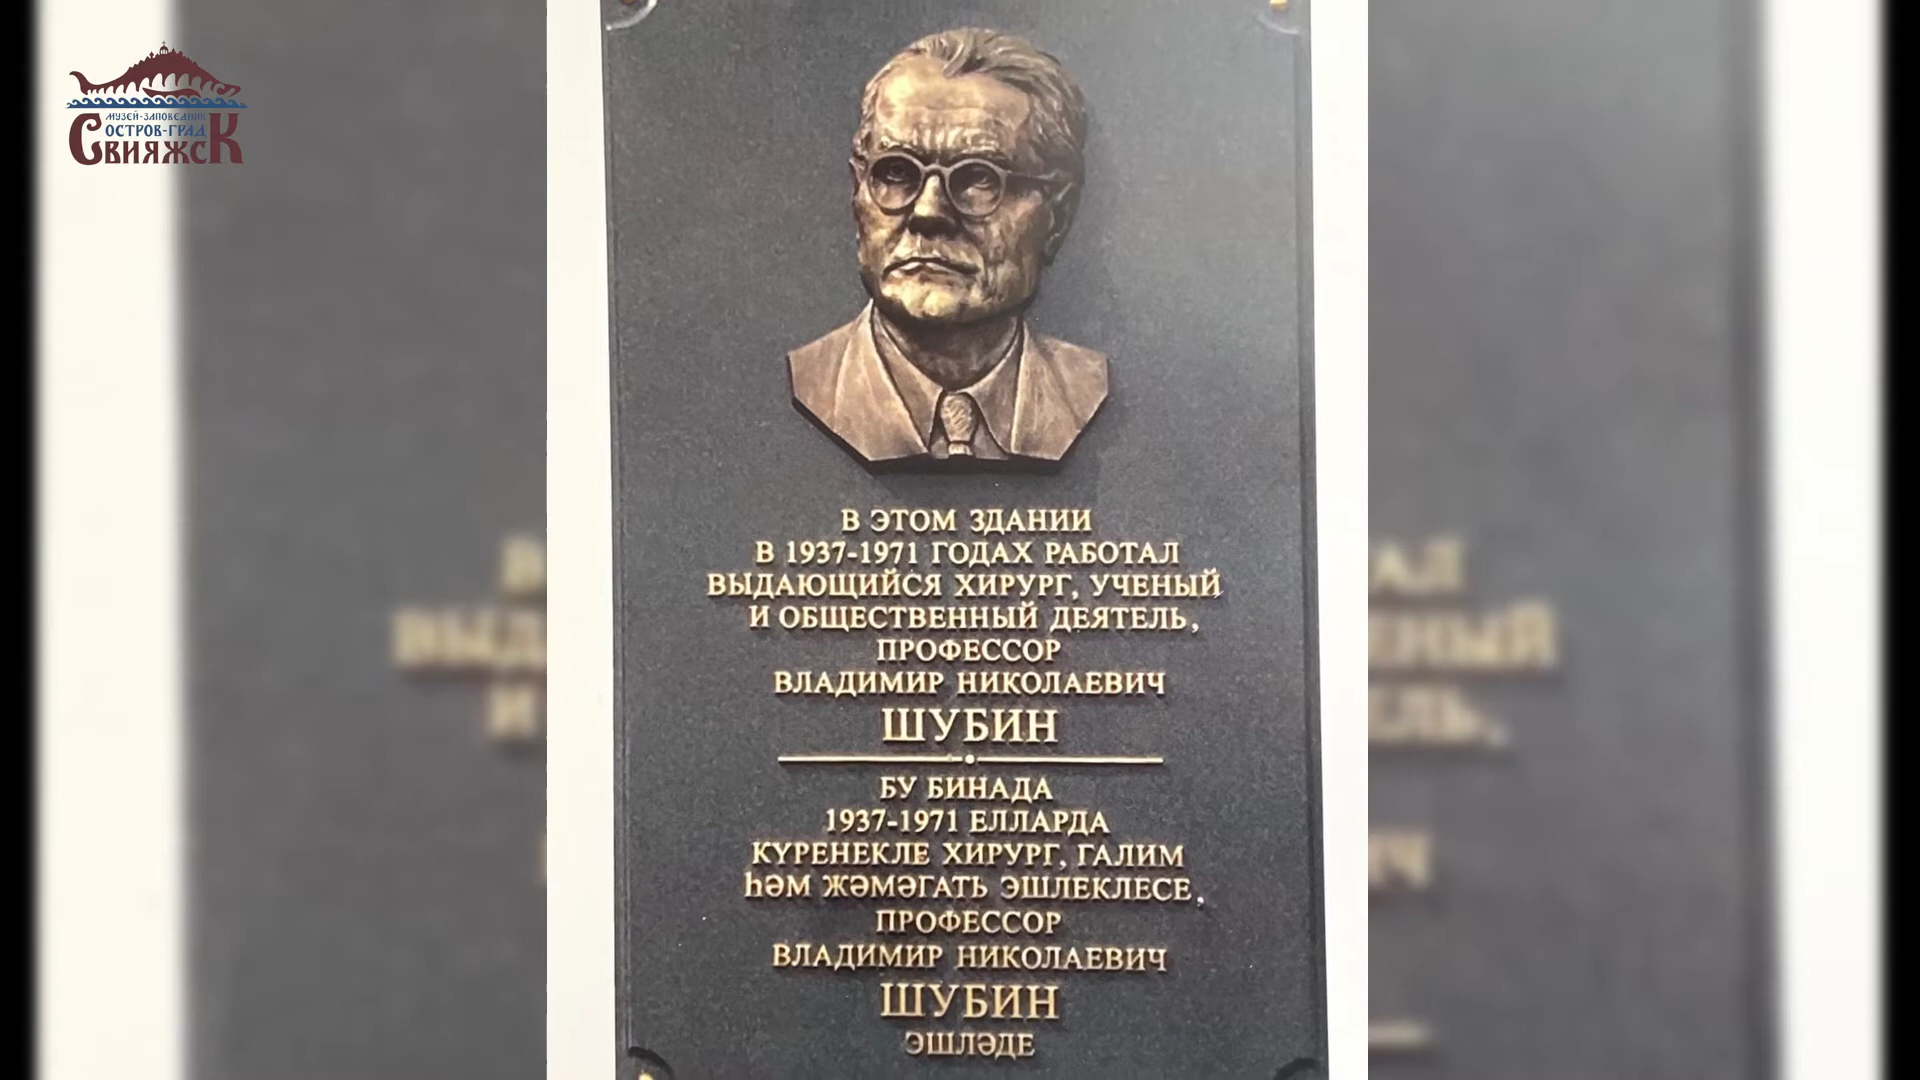 МУЗЕЙ-ЗАПОВЕДНИК
ОСТРОВ-ГРАД
СВИЯЖСК
В ЭТОМ ЗДАНИИ
В 1937-1971 ГОДАХ РАБОТАЛ
ВЫДАЮЩИЙСЯ ХИРУРГ, УЧЕНЫЙ
И ОБЩЕСТВЕННЫЙ ДЕЯТЕЛЬ,
ПРОФЕССОР
ВЛАДИМИР НИКОЛАЕВИЧ
ШУБИН
БУ БИНАДА
1937-1971 ЕЛЛАРДА
КҮРЕНЕКЛЕ ХИРУРГ, ГАЛИМ
ҺӘМ ҖӘМӘГАТЬ ЭШЛЕКЛЕСЕ,
ПРОФЕССОР
ВЛАДИМИР НИКОЛАЕВИЧ
ШУБИН
ЭШЛӘДЕ